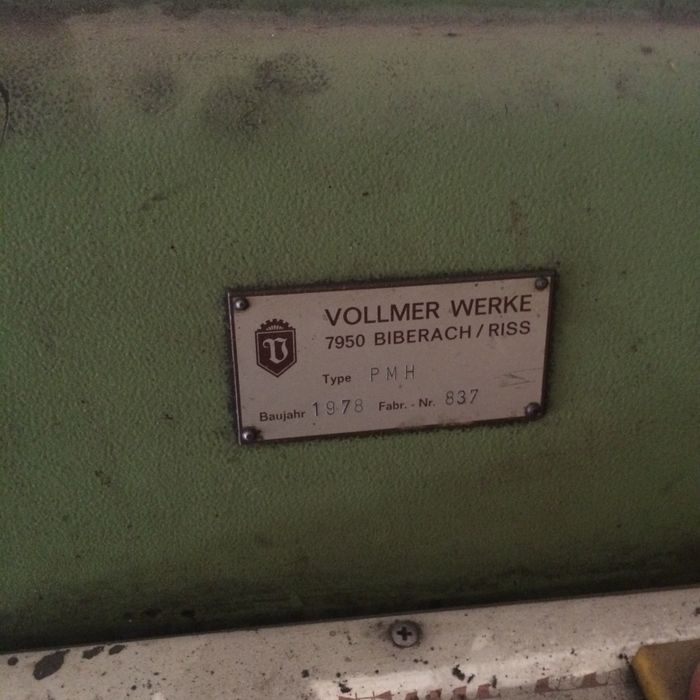 VOLLMER WERKE
7950 BIBERACH / RISS
V
Type PMH
Baujahr 1978 Fabr. - Nr. 837